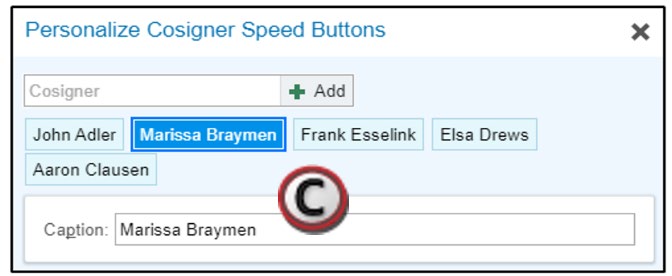 Personalize Cosigner Speed Buttons
Cosigner Add
John Adler Marissa Braymen Frank Esselink Elsa Drews
Aaron Clausen
C
Caption: Marissa Braymen